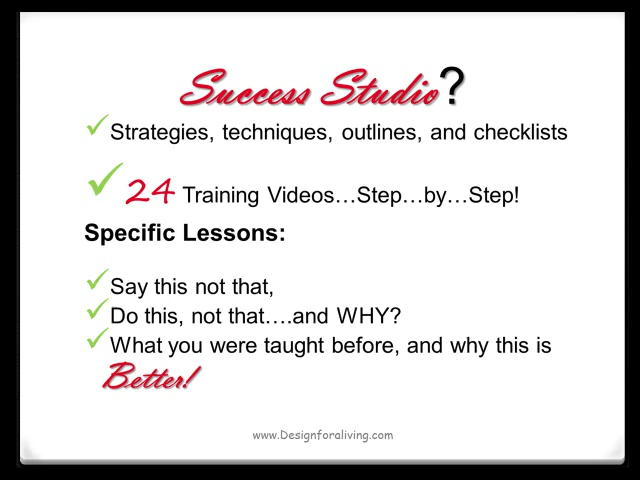 Success Studio?
Strategies, techniques, outlines, and checklists
24 Training Videos…Step…by…Step!
Specific Lessons:
Say this not that,
Do this, not that….and WHY?
What you were taught before, and why this is
Better!
www.Designforaliving.com